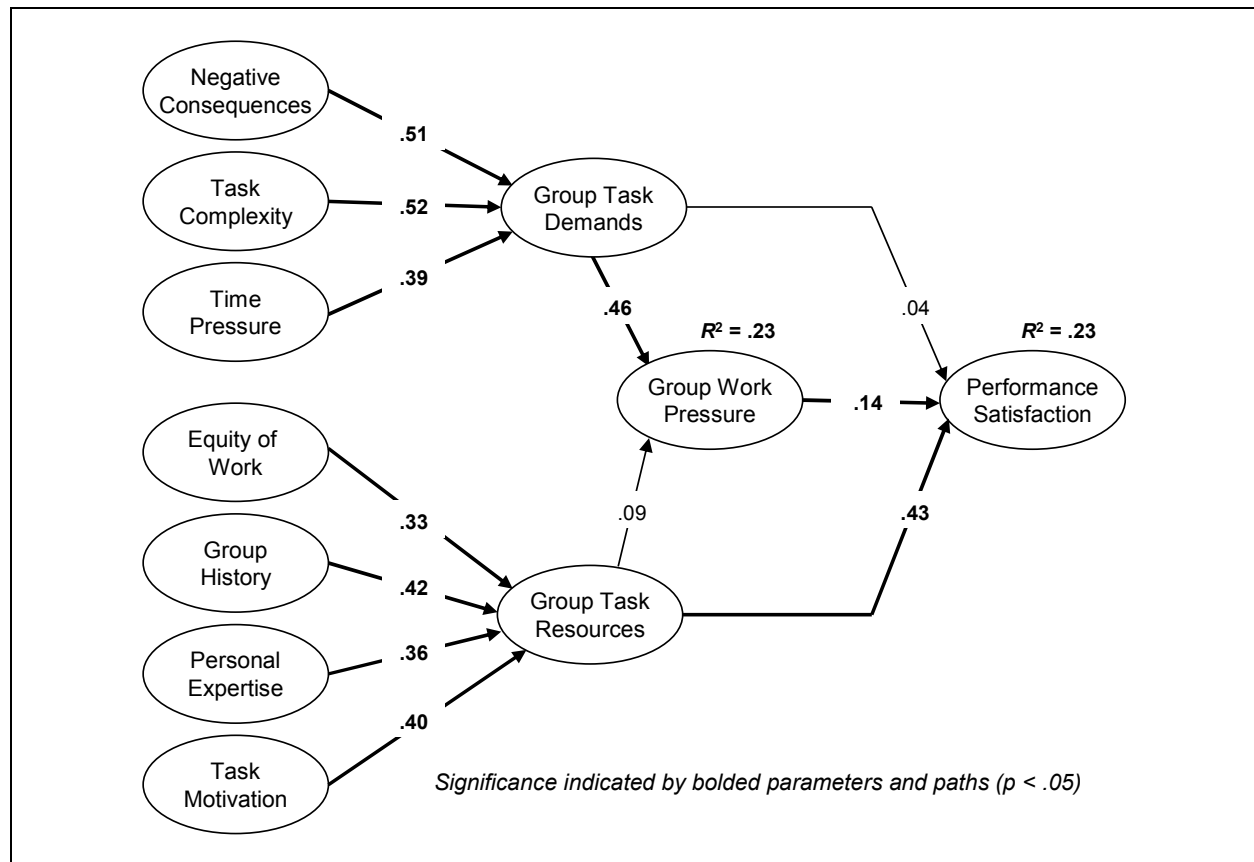 Negative
Consequences
.51
Task
Complexity
.52
Group Task
Demands
Time
Pressure
.39
.46
.04
R² = .23
R² = .23
Group Work
Pressure
.14
Performance
Satisfaction
Equity of
Work
.33
.09
.43
Group
History
.42
Group Task
Resources
Personal
Expertise
.36
.40
Task
Motivation
Significance indicated by bolded parameters and paths (p < .05)